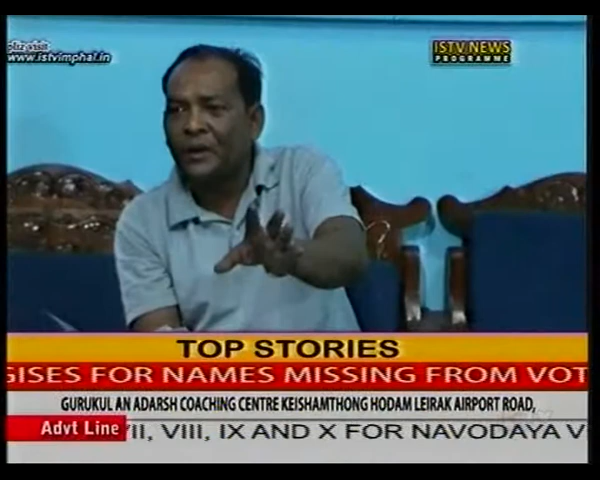 plz visit
www.istvimphal.in
ISTV NEWS
PROGRAMME
TOP STORIES
GISES FOR NAMES MISSING FROM VOT
GURUKUL AN ADARSH COACHING CENTRE KEISHAMTHONG HODAM LEIRAK AIRPORT ROAD,
Advt Line
VII, VIII, IX AND X FOR NAVODAYA V